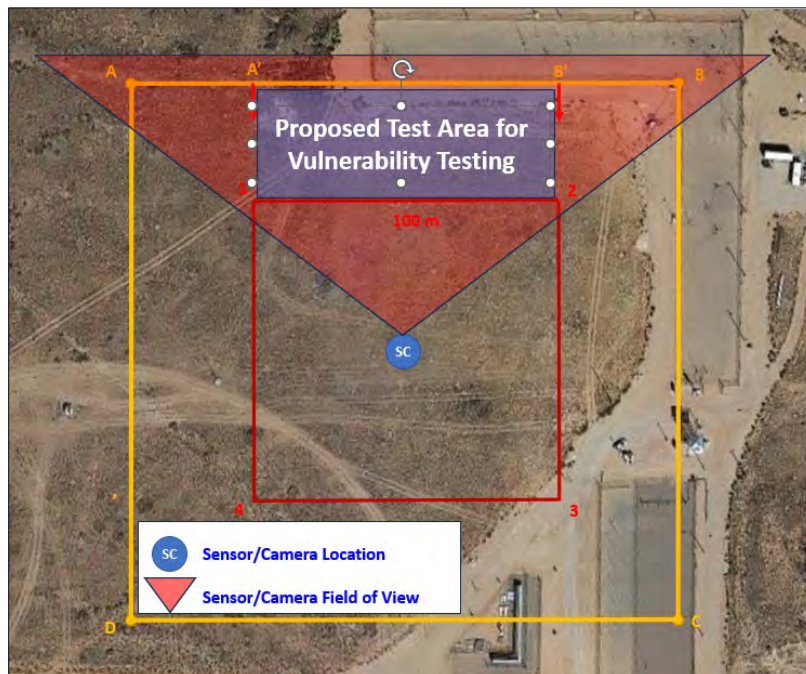 A
A'
B'
B
Proposed Test Area for
Vulnerability Testing
2
100 m
SC
4
3
SC Sensor/Camera Location
Sensor/Camera Field of View
D
C